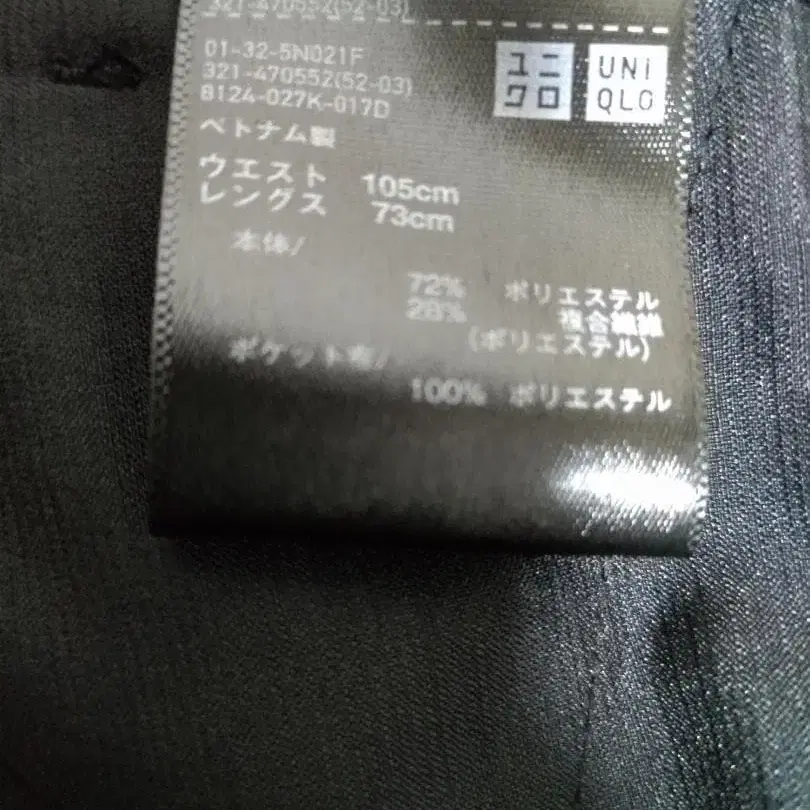 321-470552(52-03)
01-32-5N021F
321-470552(52-03)
8124-027K-017D
ユニ
クロ
UNI
QLO
ベトナム製
ウエスト 105cm
レングス 73cm
本体/
72% ポリエステル
28% 複合繊維
(ポリエステル)
ポケット布/
100% ポリエステル